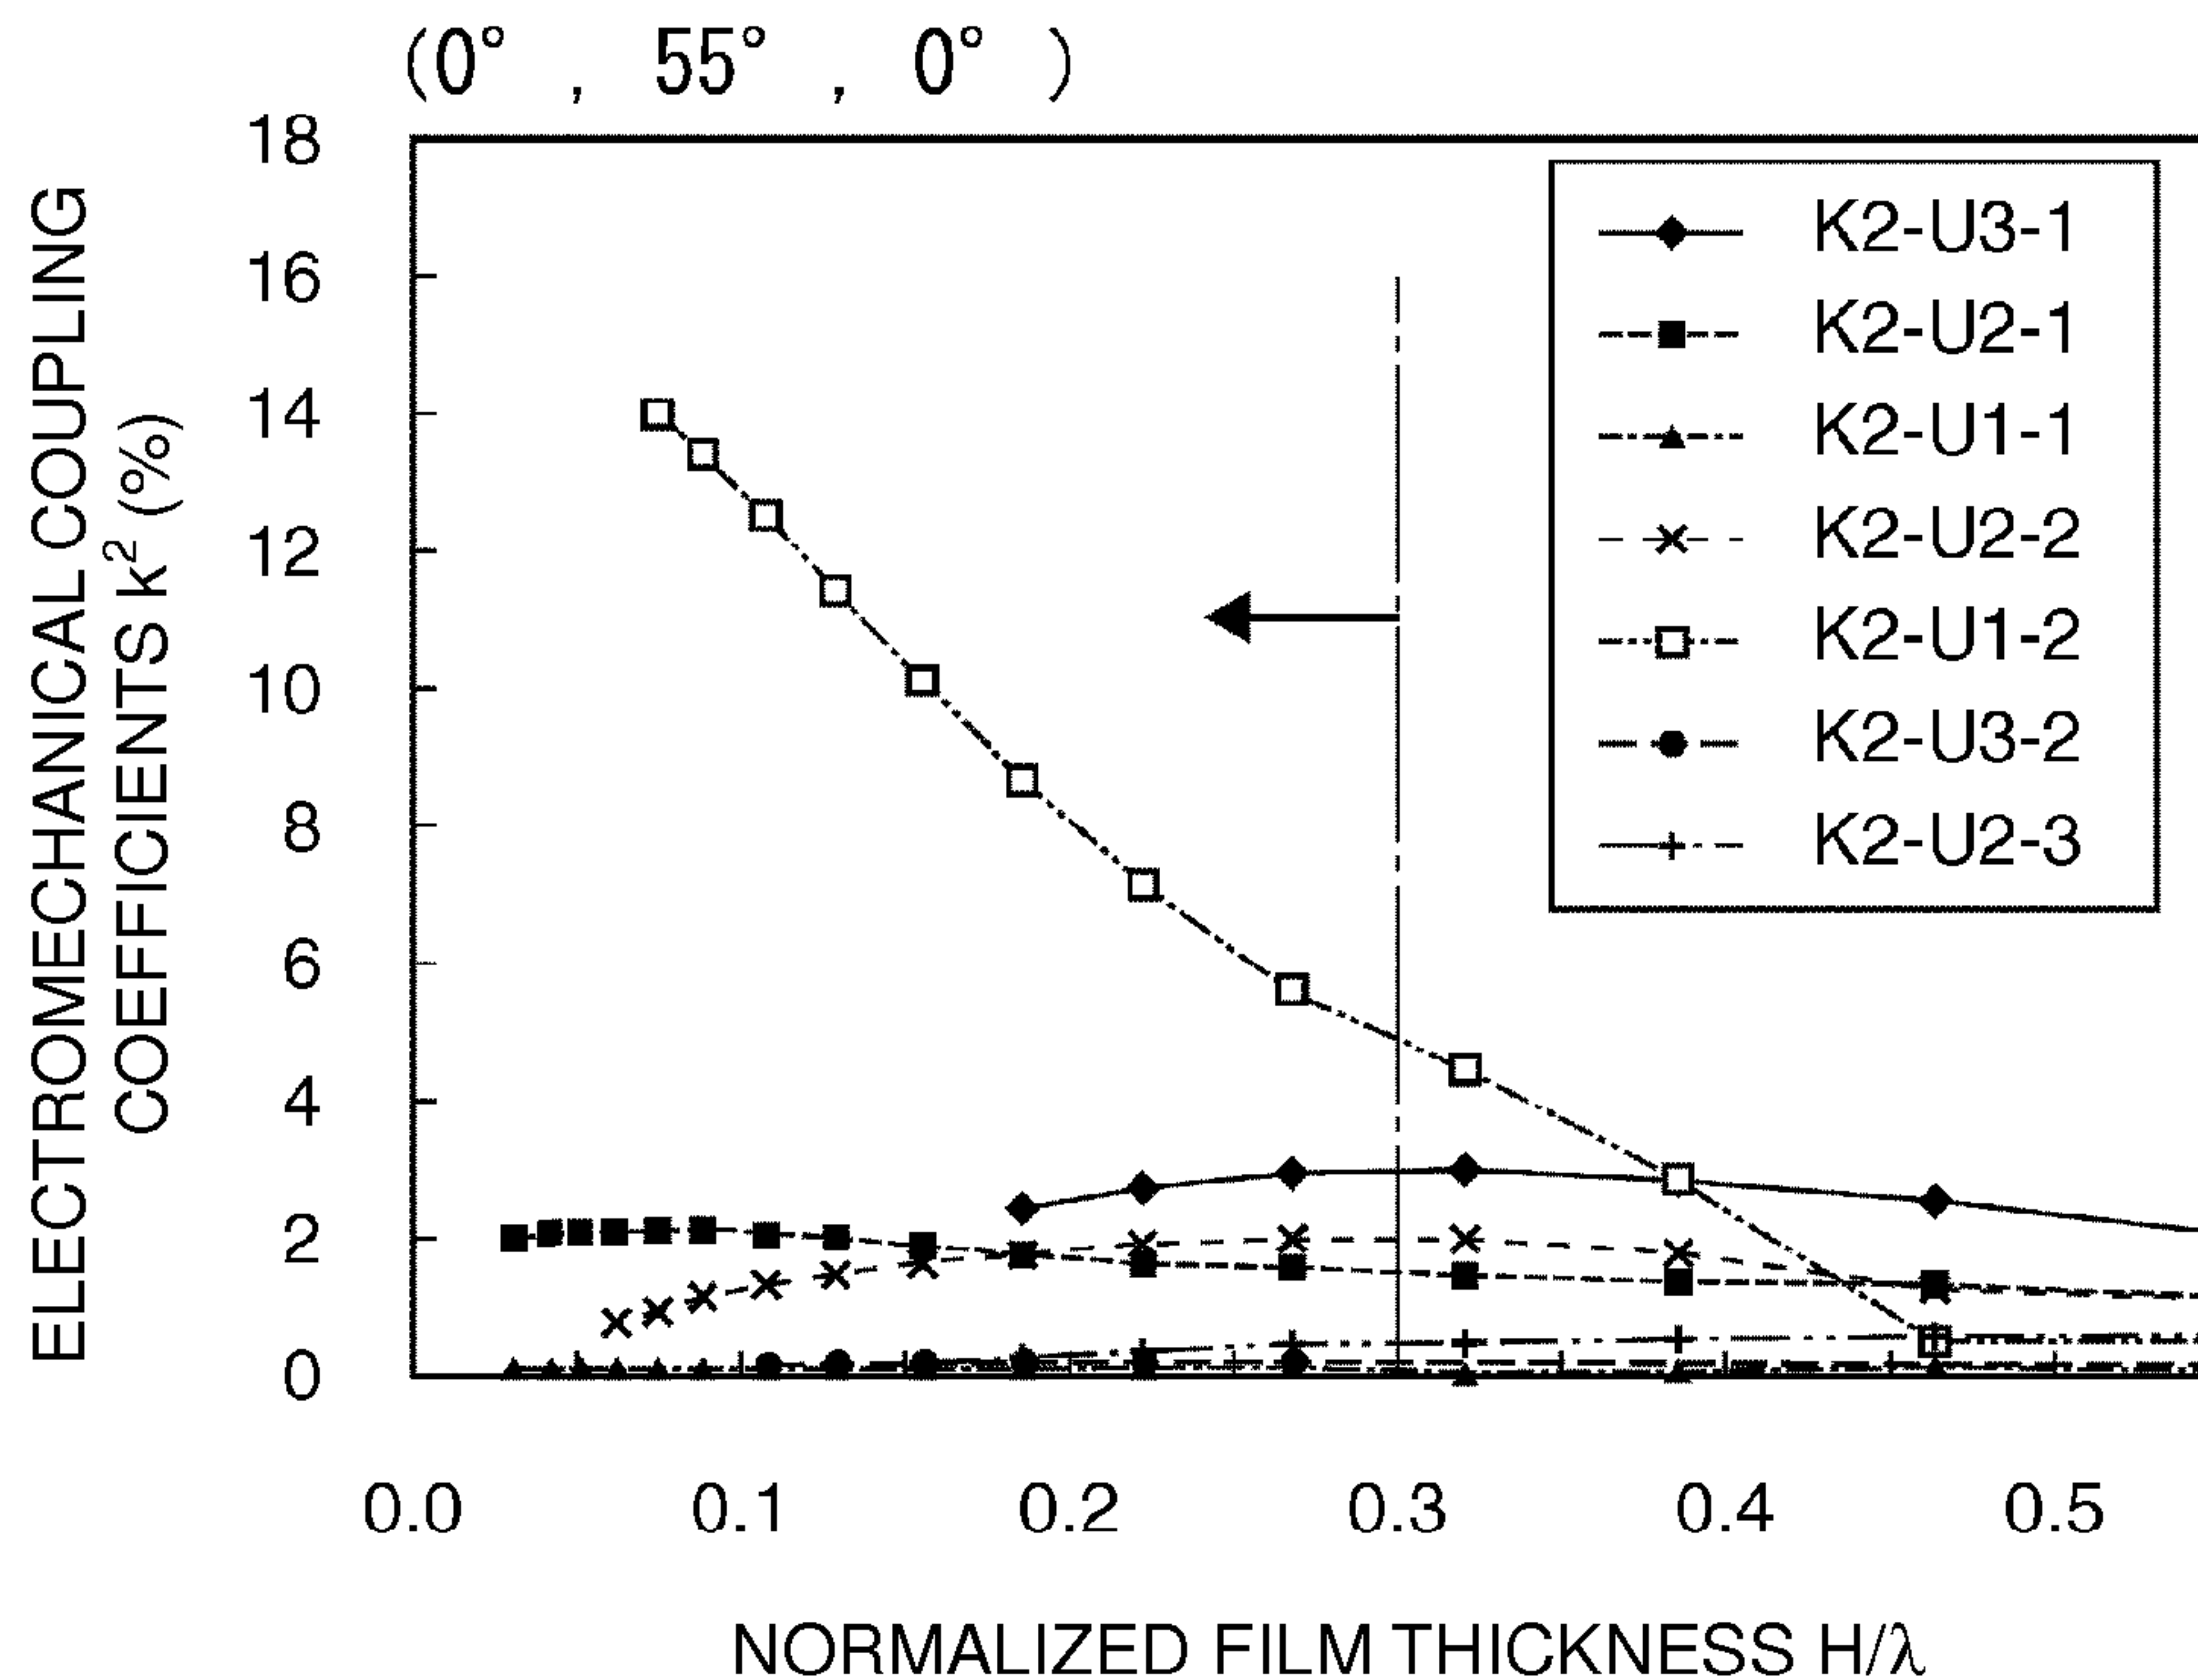 (0° , 55° , 0° )
ELECTROMECHANICAL COUPLING
COEFFICIENTS k² (%)
18
16
14
12
10
8
6
4
2
0
K2-U3-1
K2-U2-1
K2-U1-1
K2-U2-2
K2-U1-2
K2-U3-2
K2-U2-3
0.0 0.1 0.2 0.3 0.4 0.5
NORMALIZED FILM THICKNESS H/λ